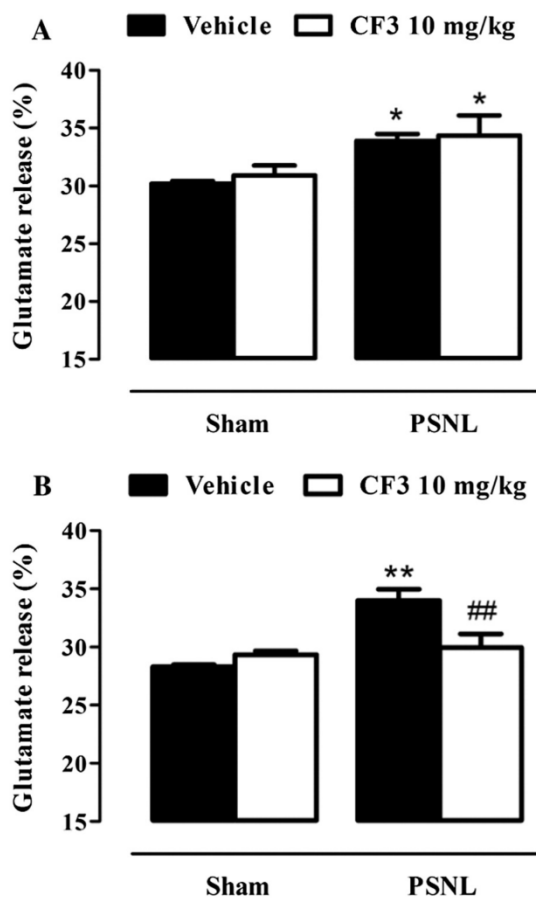 A
Vehicle CF3 10 mg/kg
Glutamate release (%)
40
35
30
25
20
15
* *
Sham PSNL
B
Vehicle CF3 10 mg/kg
Glutamate release (%)
40
35
30
25
20
15
**
##
Sham PSNL